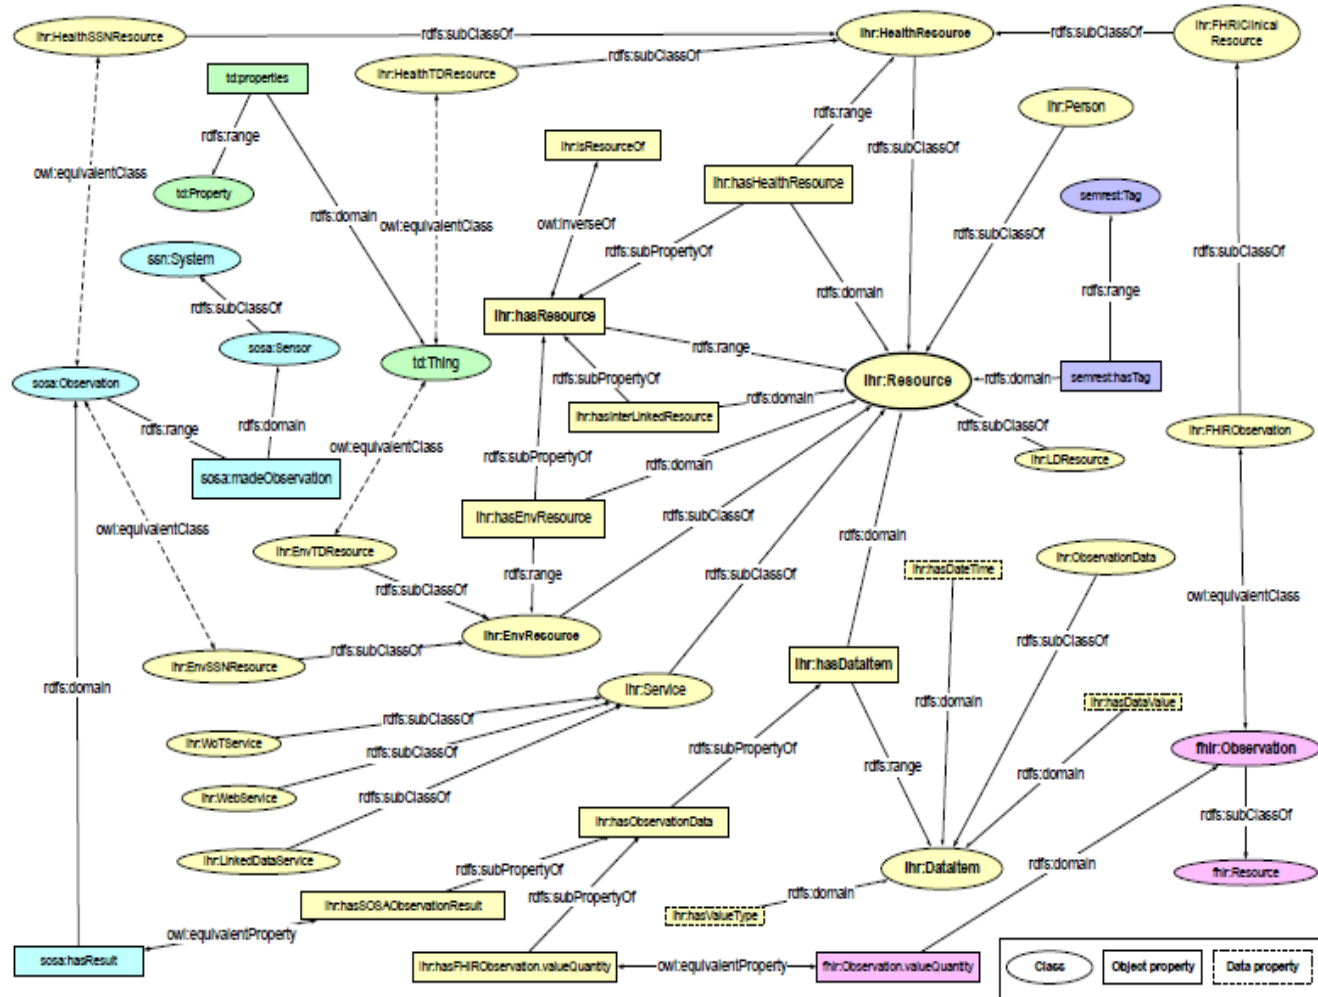 lhr:HealthSSNResource
rdfs:subClassOf
lhr:HealthResource
rdfs:subClassOf
lhr:FHRIClinical
Resource
td:properties
lhr:HealthTDResource
rdfs:subClassOf
rdfs:range
lhr:Person
rdfs:range
lhr:isResourceOf
rdfs:subClassOf
owl:equivalentClass
td:Property
rdfs:domain
owl:equivalentClass
owl:inverseOf
lhr:hasHealthResource
semrest:Tag
rdfs:subPropertyOf
rdfs:subClassOf
rdfs:subClassOf
ssn:System
rdfs:subClassOf
rdfs:domain
rdfs:range
lhr:hasResource
sosa:Sensor
td:Thing
rdfs:range
sosa:Observation
rdfs:subPropertyOf
lhr:Resource
rdfs:domain
semrest:hasTag
rdfs:range
rdfs:domain
lhr:hasInterLinkedResource
rdfs:domain
rdfs:subClassOf
lhr:FHIRObservation
owl:equivalentClass
rdfs:subPropertyOf
rdfs:domain
lhr:LDResource
sosa:madeObservation
lhr:hasEnvResource
rdfs:subClassOf
owl:equivalentClass
rdfs:domain
lhr:EnvTDResource
rdfs:range
rdfs:subClassOf
lhr:hasDateTime
lhr:ObservationData
rdfs:subClassOf
owl:equivalentClass
lhr:EnvResource
rdfs:subClassOf
lhr:EnvSSNResource
rdfs:subClassOf
lhr:hasDataItem
rdfs:domain
lhr:Service
rdfs:domain
lhr:hasDataValue
rdfs:subClassOf
lhr:WoTService
rdfs:subClassOf
rdfs:subPropertyOf
rdfs:range
rdfs:domain
fhir:Observation
lhr:WebService
rdfs:subClassOf
lhr:hasObservationData
rdfs:subClassOf
lhr:LinkedDataService
rdfs:subPropertyOf
lhr:DataItem
rdfs:domain
fhir:Resource
lhr:hasSOSAObservationResult
rdfs:subPropertyOf
rdfs:domain
lhr:hasValueType
owl:equivalentProperty
sosa:hasResult
lhr:hasFHIRObservation.valueQuantity
owl:equivalentProperty
fhir:Observation.valueQuantity
Class
Object property
Data property